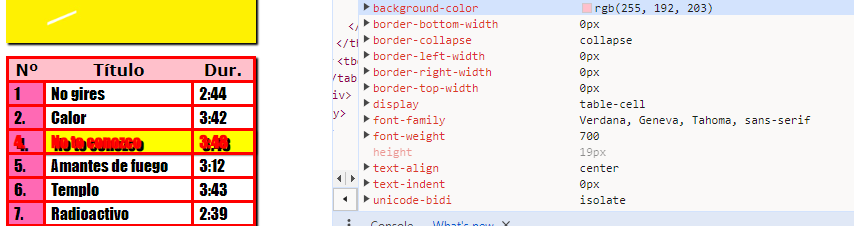 Nº Título Dur.
1 No gires 2:44
2. Calor 3:42
4. No lo conozco 3:48
5. Amantes de fuego 3:12
6. Templo 3:43
7. Radioactivo 2:39
</
</th
<tb
/tab
iv>
y>
background-color rgb(255, 192, 203)
border-bottom-width 0px
border-collapse collapse
border-left-width 0px
border-right-width 0px
border-top-width 0px
display table-cell
font-family Verdana, Geneva, Tahoma, sans-serif
font-weight 700
height 19px
text-align center
text-indent 0px
unicode-bidi isolate
Console What's new